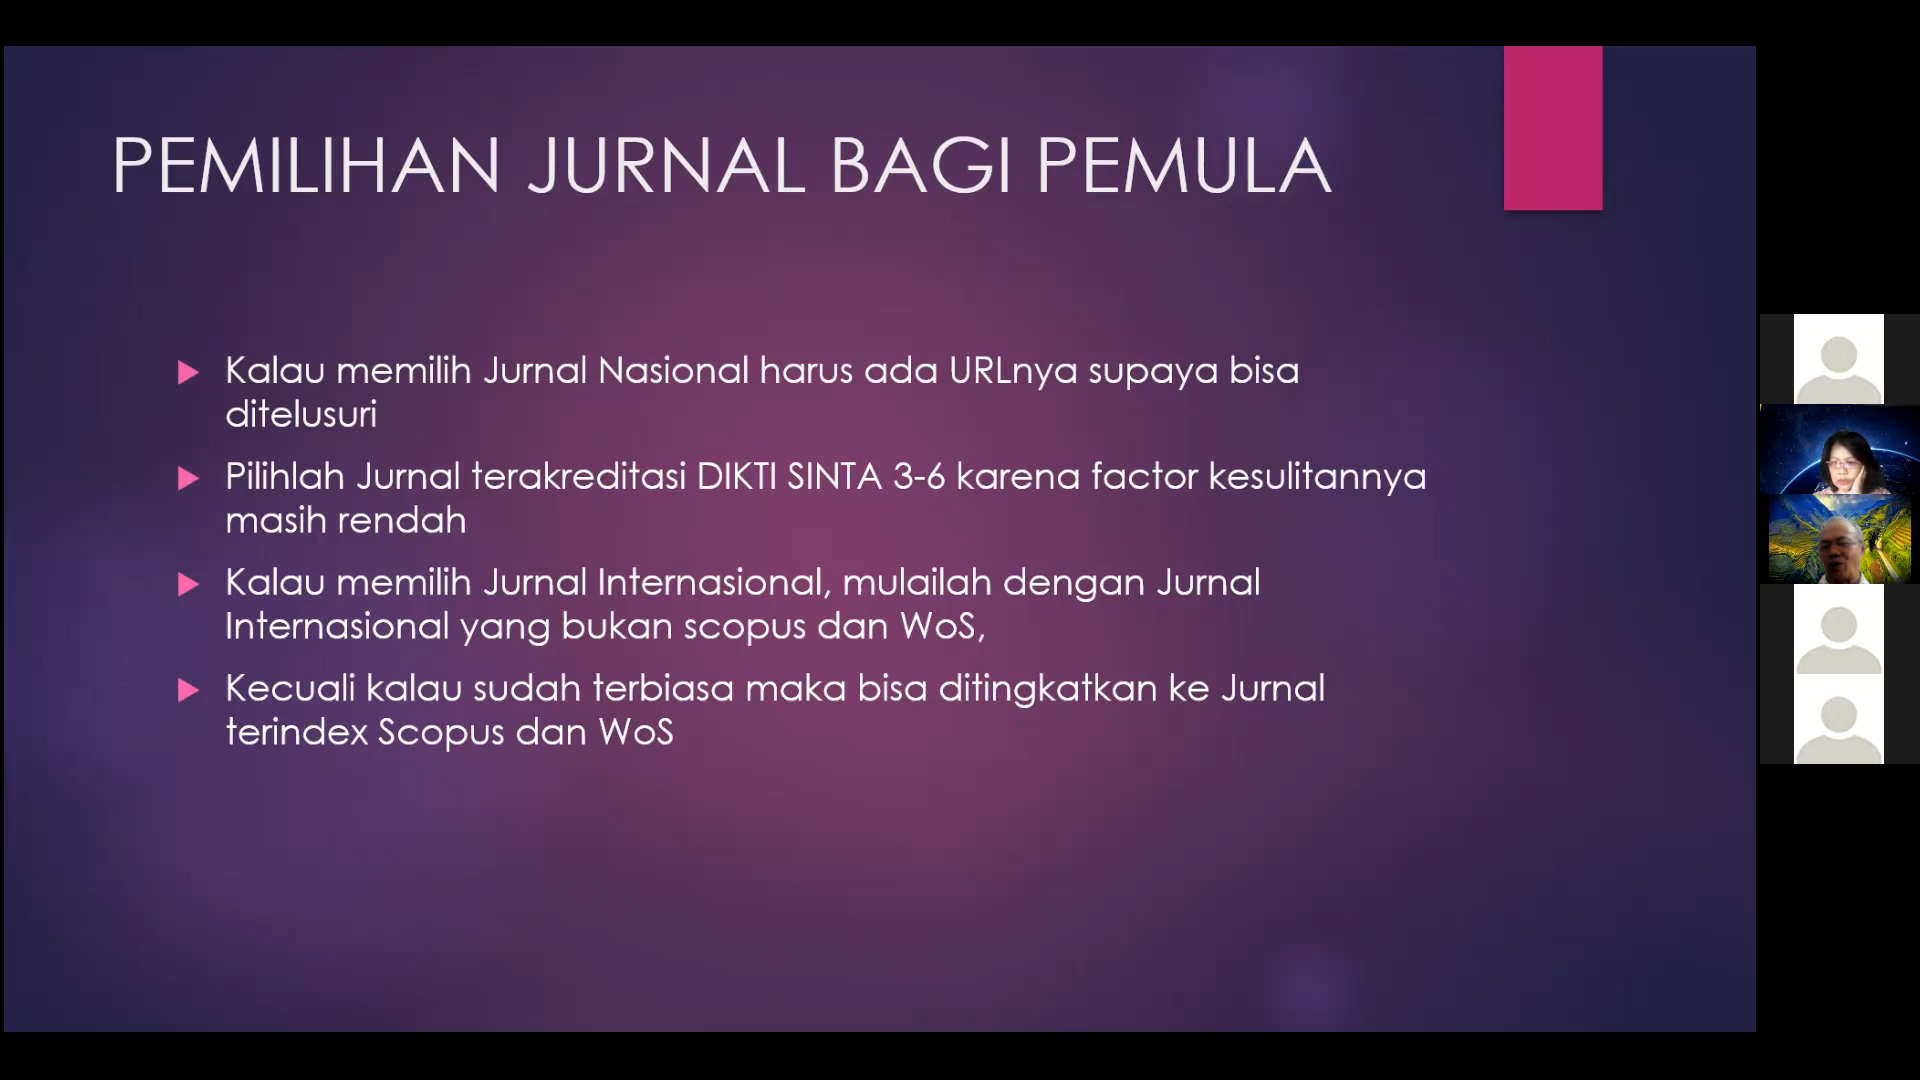 PEMILIHAN JURNAL BAGI PEMULA
Kalau memilih Jurnal Nasional harus ada URLnya supaya bisa
ditelusuri
Pilihlah Jurnal terakreditasi DIKTI SINTA 3-6 karena factor kesulitannya
masih rendah
Kalau memilih Jurnal Internasional, mulailah dengan Jurnal
Internasional yang bukan scopus dan WoS,
Kecuali kalau sudah terbiasa maka bisa ditingkatkan ke Jurnal
terindex Scopus dan WoS